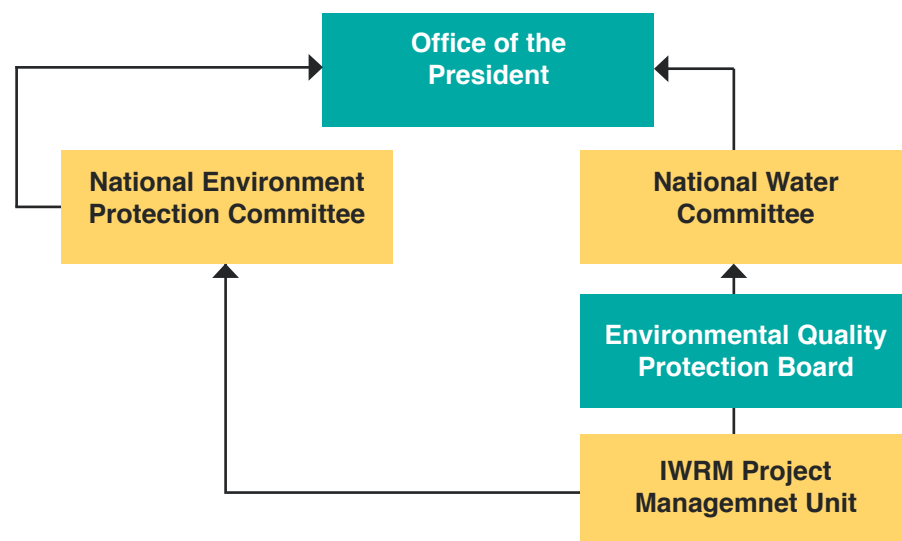 Office of the
President
National Environment
Protection Committee
National Water
Committee
Environmental Quality
Protection Board
IWRM Project
Managemnet Unit